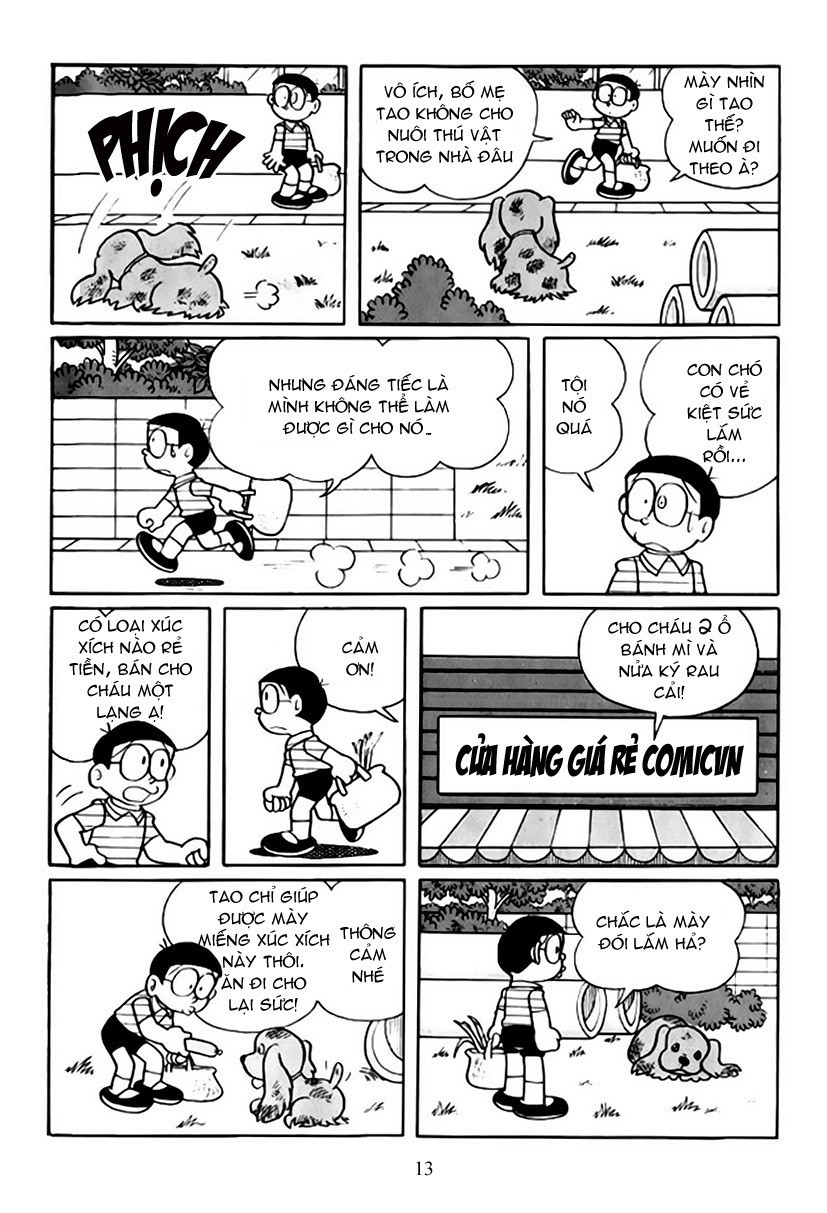 MÀY NHÌN
GÌ TAO
THẾ?
MUỐN ĐI
THEO À?
VÔ ÍCH, BỐ MẸ
TAO KHÔNG CHO
NUÔI THÚ VẬT
TRONG NHÀ ĐÂU
PHỊCH
CON CHÓ
CÓ VẺ
KIỆT SỨC
LẮM
RỒI...
TỘI
NÓ
QUÁ
NHƯNG ĐÁNG TIẾC LÀ
MÌNH KHÔNG THỂ LÀM
ĐƯỢC GÌ CHO NÓ..
CHO CHÁU 2 Ổ
BÁNH MÌ VÀ
NỬA KÝ RAU
CẢI!
CỬA HÀNG GIÁ RẺ COMICVN
CẢM
ƠN!
CÓ LOẠI XÚC
XÍCH NÀO RẺ
TIỀN, BÁN CHO
CHÁU MỘT
LẠNG Ạ!
CHẮC LÀ MÀY
ĐÓI LẮM HẢ?
TAO CHỈ GIÚP
ĐƯỢC MÀY
MIẾNG XÚC XÍCH
NÀY THÔI.
ĂN ĐI CHO
LẠI SỨC!
THÔNG
CẢM
NHÉ
13